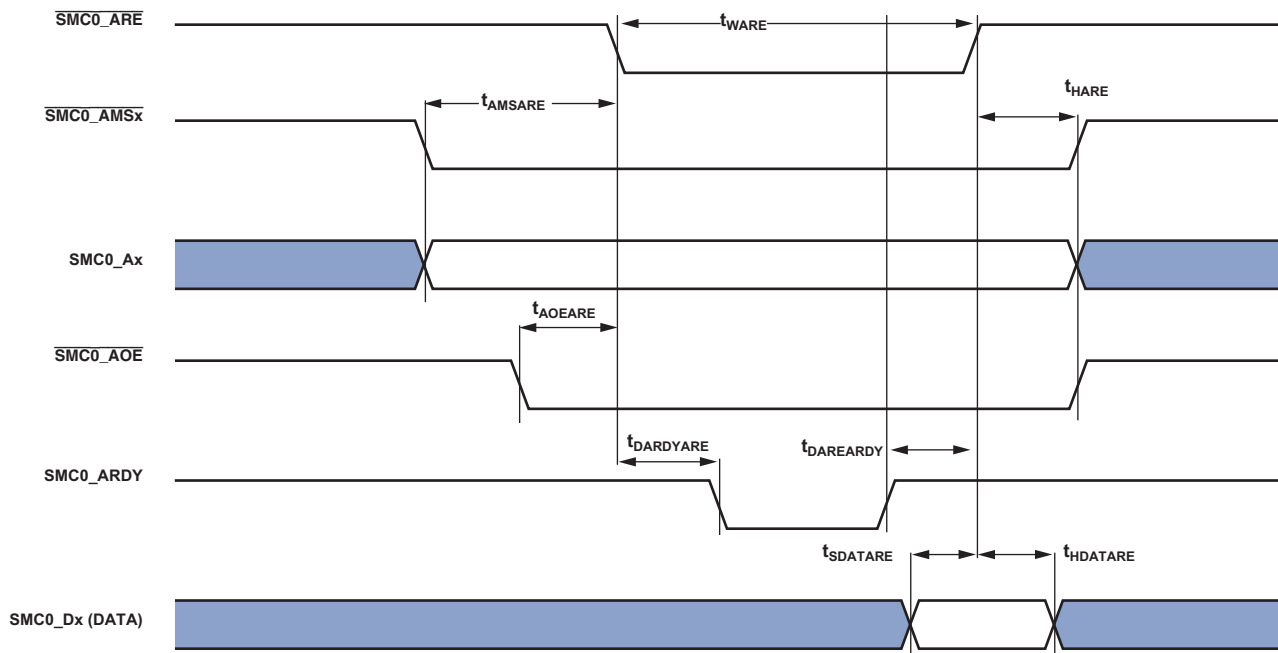 SMC0_ARE
tWARE
tHARE
tAMSARE
SMC0_AMSx
SMC0_Ax
tAOEARE
SMC0_AOE
tDARDYARE
tDAREARDY
SMC0_ARDY
tSDATARE
tHDATARE
SMC0_Dx (DATA)